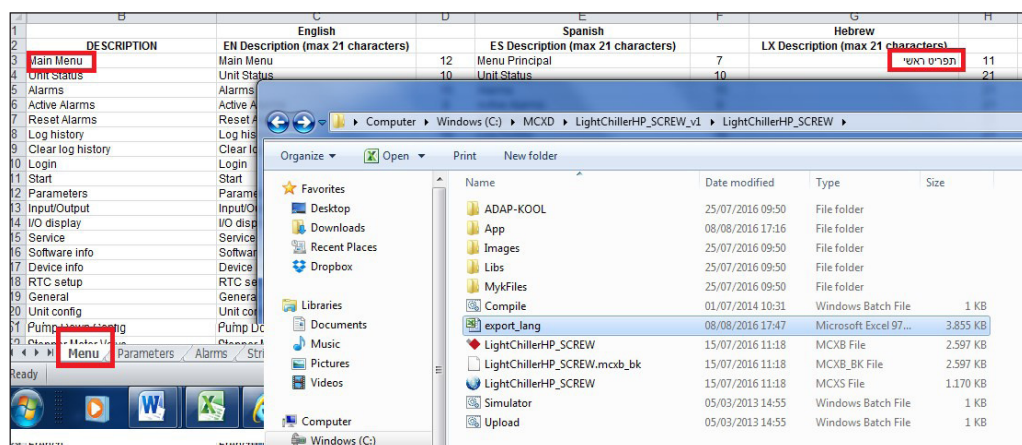 B C D E F G H
1 English Spanish Hebrew
2 DESCRIPTION EN Description (max 21 characters) ES Description (max 21 characters) LX Description (max 21 characters)
3 Main Menu Main Menu 12 Menu Principal 7 תפריט ראשי 11
4 Unit Status Unit Status 10 Unit Status 10 21
5 Alarms Alarms
6 Active Alarms Active A
7 Reset Alarms Reset A
8 Log history Log his
9 Clear log history Clear lo
10 Login Login
11 Start Start
12 Parameters Parame
13 Input/Output Input/O
14 I/O display I/O disp
15 Service Service
16 Software info Softwar
17 Device info Device
18 RTC setup RTC se
19 General Genera
20 Unit config Unit con
Pump Down Config Pump Do
Menu Parameters Alarms Stri
Ready
Computer Windows (C:) MCXD LightChillerHP_SCREW_v1 LightChillerHP_SCREW
Organize Open Print New folder
Favorites
Desktop
Downloads
Recent Places
Dropbox
Libraries
Documents
Music
Pictures
Videos
Computer
Windows (C:)
Name Date modified Type Size
ADAP-KOOL 25/07/2016 09:50 File folder
App 08/08/2016 17:16 File folder
Images 25/07/2016 09:50 File folder
Libs 25/07/2016 09:50 File folder
MykFiles 25/07/2016 09:50 File folder
Compile 01/07/2014 10:31 Windows Batch File 1 KB
export_lang 08/08/2016 17:47 Microsoft Excel 97... 3.855 KB
LightChillerHP_SCREW 15/07/2016 11:18 MCXB File 2.597 KB
LightChillerHP_SCREW.mcxb_bk 15/07/2016 11:18 MCXB_BK File 2.597 KB
LightChillerHP_SCREW 15/07/2016 11:18 MCXS File 1.170 KB
Simulator 05/03/2013 14:55 Windows Batch File 1 KB
Upload 05/03/2013 14:55 Windows Batch File 1 KB